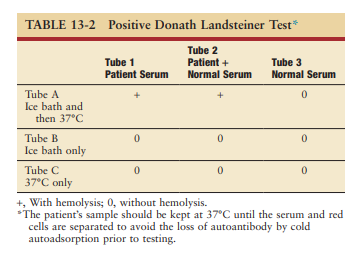 TABLE 13-2 Positive Donath Landsteiner Test*
Tube 1 Patient Serum
Tube 2 Patient + Normal Serum
Tube 3 Normal Serum
Tube A Ice bath and then 37°C + + 0
Tube B Ice bath only 0 0 0
Tube C 37°C only 0 0 0
+, With hemolysis; 0, without hemolysis.
*The patient's sample should be kept at 37°C until the serum and red
cells are separated to avoid the loss of autoantibody by cold
autoadsorption prior to testing.